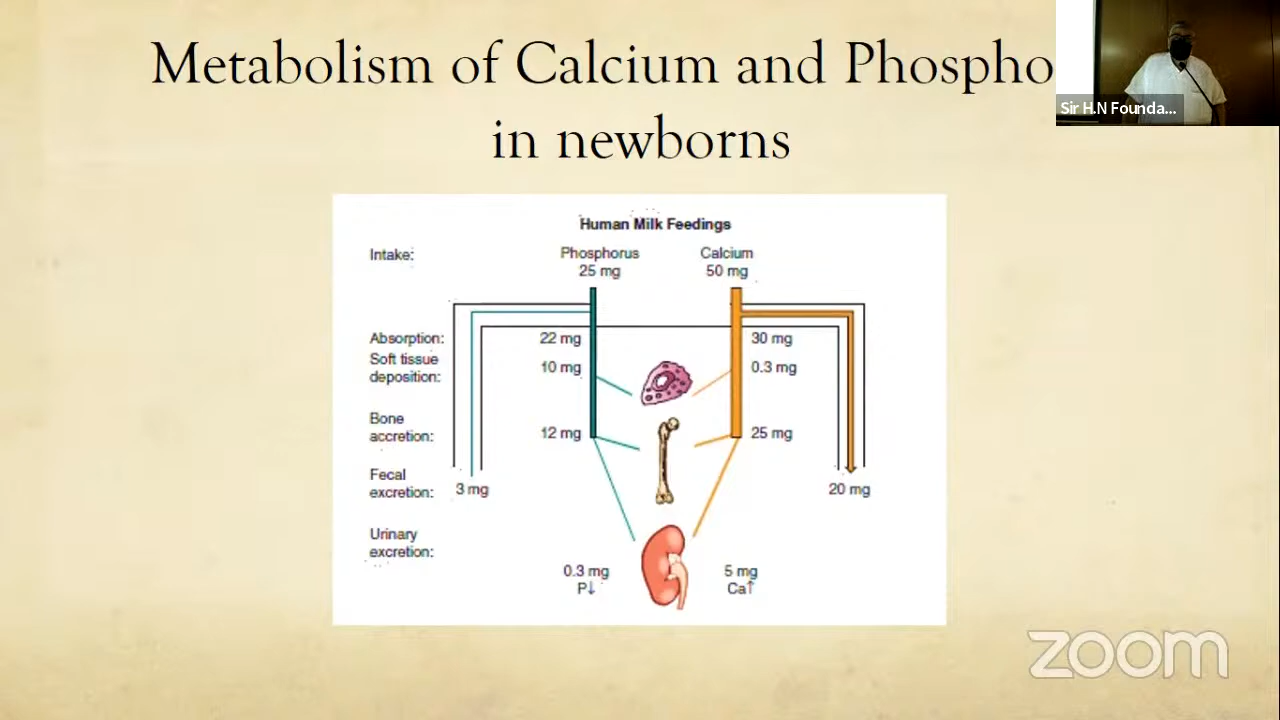 Metabolism of Calcium and Phospho
in newborns
Sir H.N Founda...
Human Milk Feedings
Intake:
Phosphorus
25 mg
Calcium
50 mg
Absorption:
22 mg
30 mg
Soft tissue
deposition:
10 mg
0.3 mg
Bone
accretion:
12 mg
25 mg
Fecal
excretion:
3 mg
20 mg
Urinary
excretion:
0.3 mg
P↓
5 mg
Ca↑
zoom